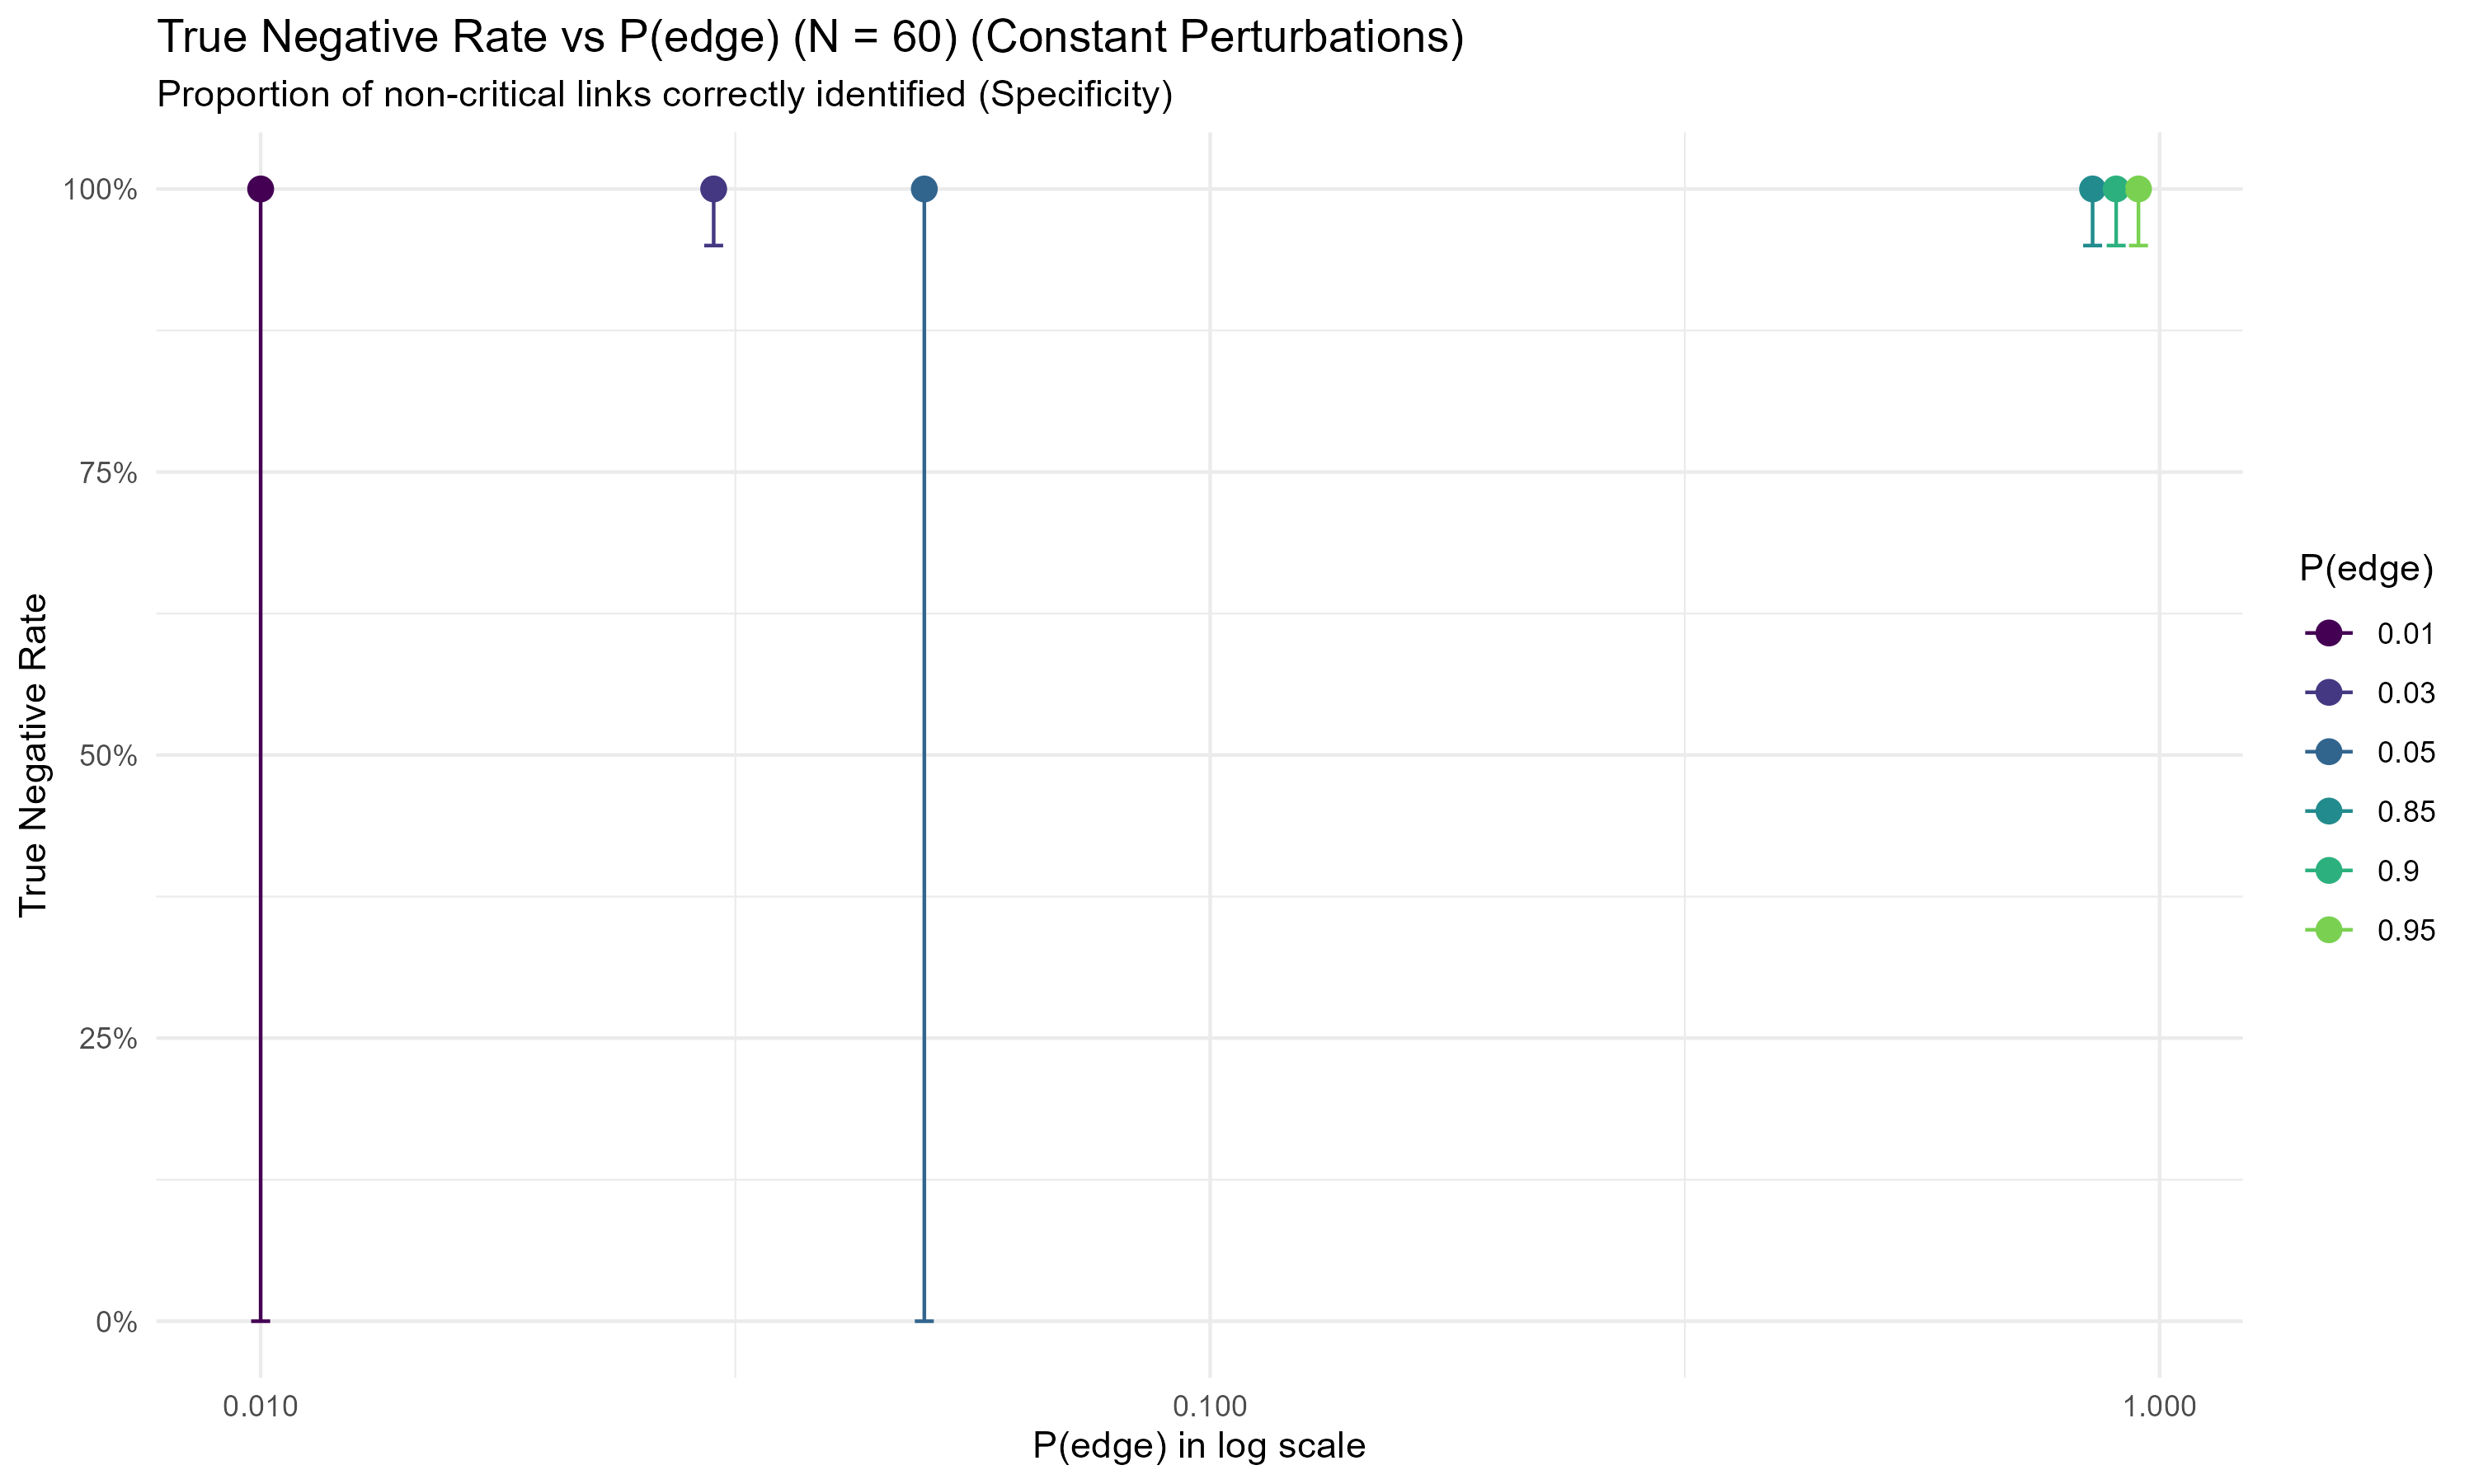 True Negative Rate vs P(edge) (N = 60) (Constant Perturbations)
Proportion of non-critical links correctly identified (Specificity)
True Negative Rate
100%
75%
50%
25%
0%
0.010
0.100
1.000
P(edge) in log scale
P(edge)
0.01
0.03
0.05
0.85
0.9
0.95